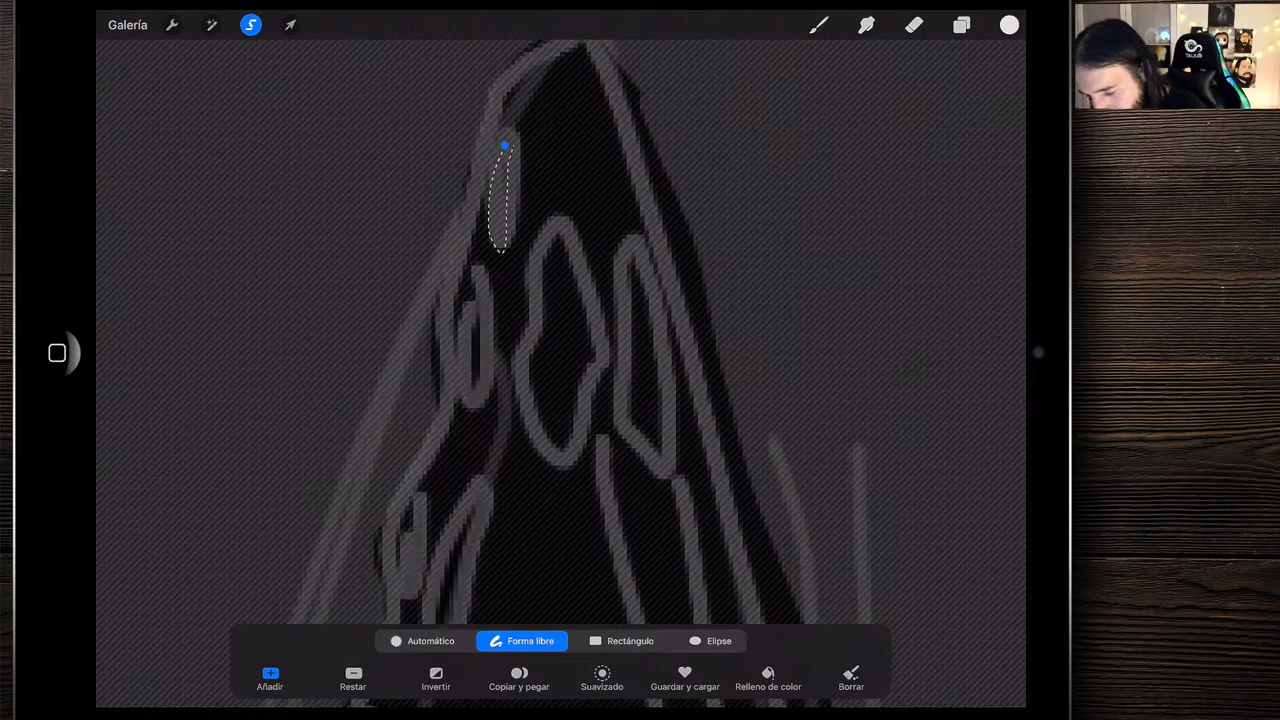 Galería
Automático
Forma libre
Rectángulo
Elipse
Añadir
Restar
Invertir
Copiar y pegar
Suavizado
Guardar y cargar
Relleno de color
Borrar